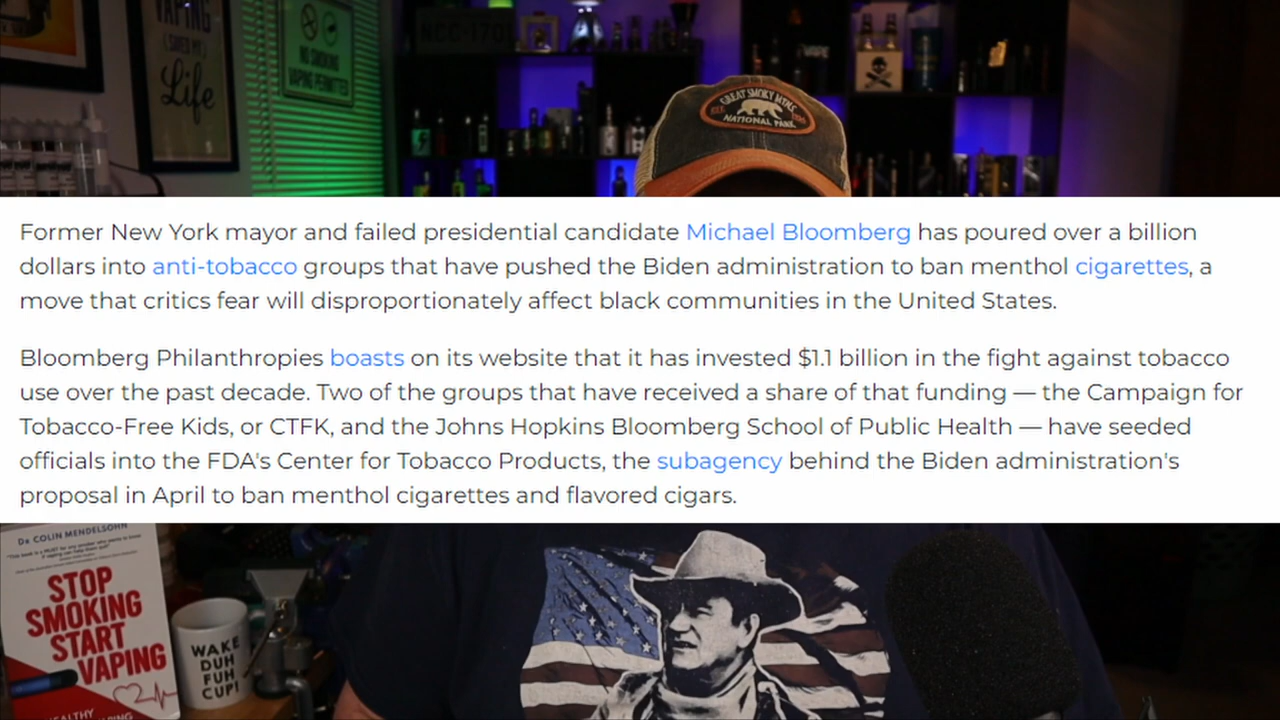 VAPING
(SAVED MY)
Life
NO SMOKING
VAPING PERMITTED
VAPE
GREAT SMOKY MTNS.
NATIONAL PARK
Former New York mayor and failed presidential candidate Michael Bloomberg has poured over a billion
dollars into anti-tobacco groups that have pushed the Biden administration to ban menthol cigarettes, a
move that critics fear will disproportionately affect black communities in the United States.
Bloomberg Philanthropies boasts on its website that it has invested $1.1 billion in the fight against tobacco
use over the past decade. Two of the groups that have received a share of that funding — the Campaign for
Tobacco-Free Kids, or CTFK, and the Johns Hopkins Bloomberg School of Public Health — have seeded
officials into the FDA's Center for Tobacco Products, the subagency behind the Biden administration's
proposal in April to ban menthol cigarettes and flavored cigars.
Dr COLIN MENDELSOHN
STOP
SMOKING
START
VAPING
WAKE
DUH
FUH
CUP!